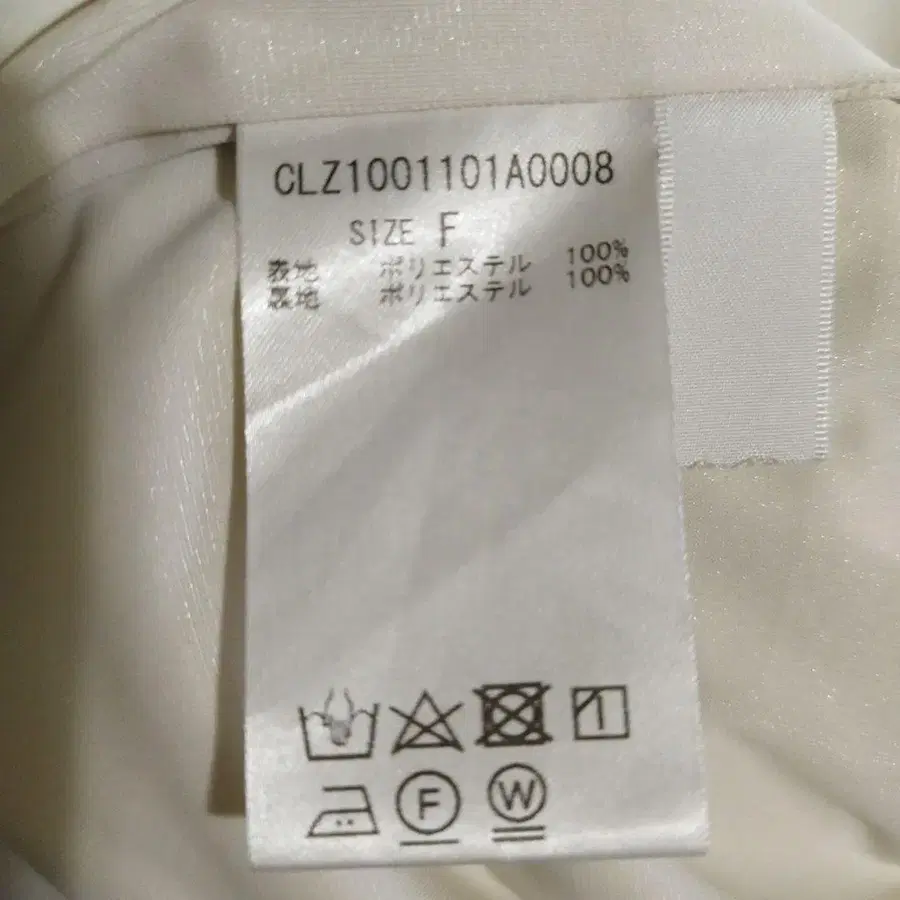 CLZ1001101A0008
SIZE F
表地 ポリエステル 100%
裏地 ポリエステル 100%
F W